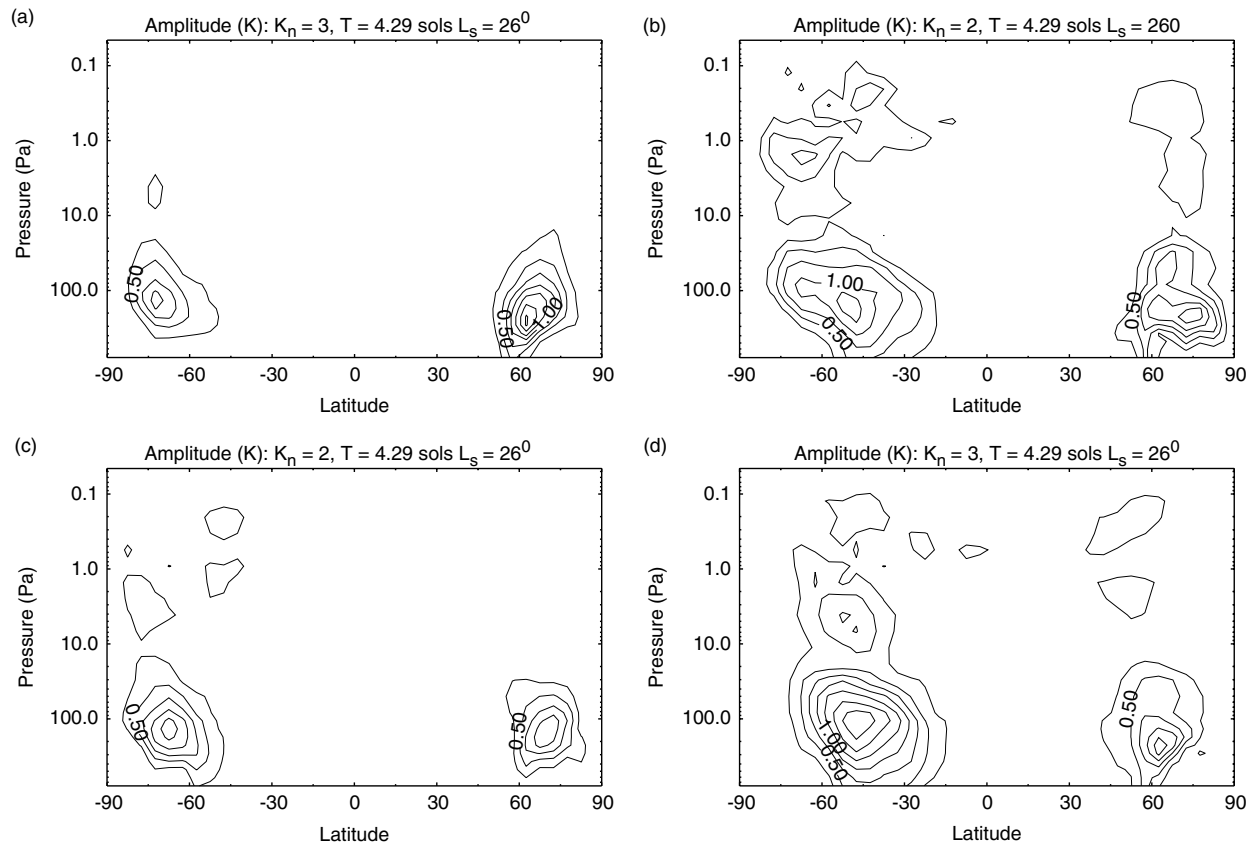 (a)
Amplitude (K): Kn = 3, T = 4.29 sols Ls = 26⁰
Pressure (Pa)
0.1
1.0
10.0
100.0
0.50
0.50
1.00
-90 -60 -30 0 30 60 90
Latitude
(b)
Amplitude (K): Kn = 2, T = 4.29 sols Ls = 260
Pressure (Pa)
0.1
1.0
10.0
100.0
1.00
0.50
0.50
-90 -60 -30 0 30 60 90
Latitude
(c)
Amplitude (K): Kn = 2, T = 4.29 sols Ls = 26⁰
Pressure (Pa)
0.1
1.0
10.0
100.0
0.50
0.50
-90 -60 -30 0 30 60 90
Latitude
(d)
Amplitude (K): Kn = 3, T = 4.29 sols Ls = 26⁰
Pressure (Pa)
0.1
1.0
10.0
100.0
1.00
0.50
0.50
-90 -60 -30 0 30 60 90
Latitude